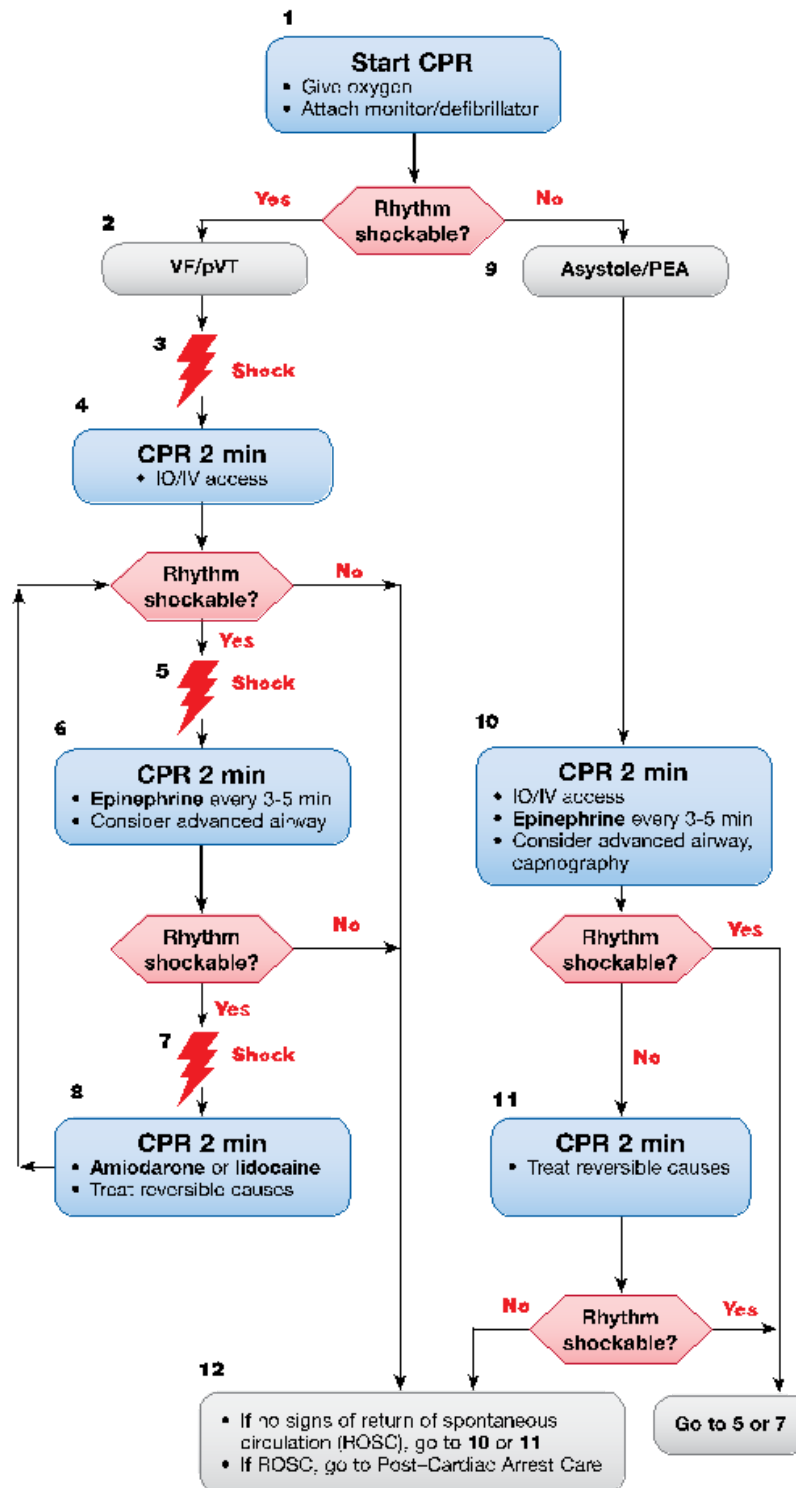 1
Start CPR
• Give oxygen
• Attach monitor/defibrillator
Rhythm
shockable?
Yes
No
2
VF/pVT
9
Asystole/PEA
3
Shock
4
CPR 2 min
• IO/IV access
Rhythm
shockable?
No
Yes
5
Shock
6
CPR 2 min
• Epinephrine every 3-5 min
• Consider advanced airway
10
CPR 2 min
• IO/IV access
• Epinephrine every 3-5 min
• Consider advanced airway,
capnography
Rhythm
shockable?
No
Yes
Rhythm
shockable?
Yes
No
7
Shock
8
CPR 2 min
• Amiodarone or lidocaine
• Treat reversible causes
11
CPR 2 min
• Treat reversible causes
No
Rhythm
shockable?
Yes
12
• If no signs of return of spontaneous
circulation (ROSC), go to 10 or 11
• If ROSC, go to Post–Cardiac Arrest Care
Go to 5 or 7